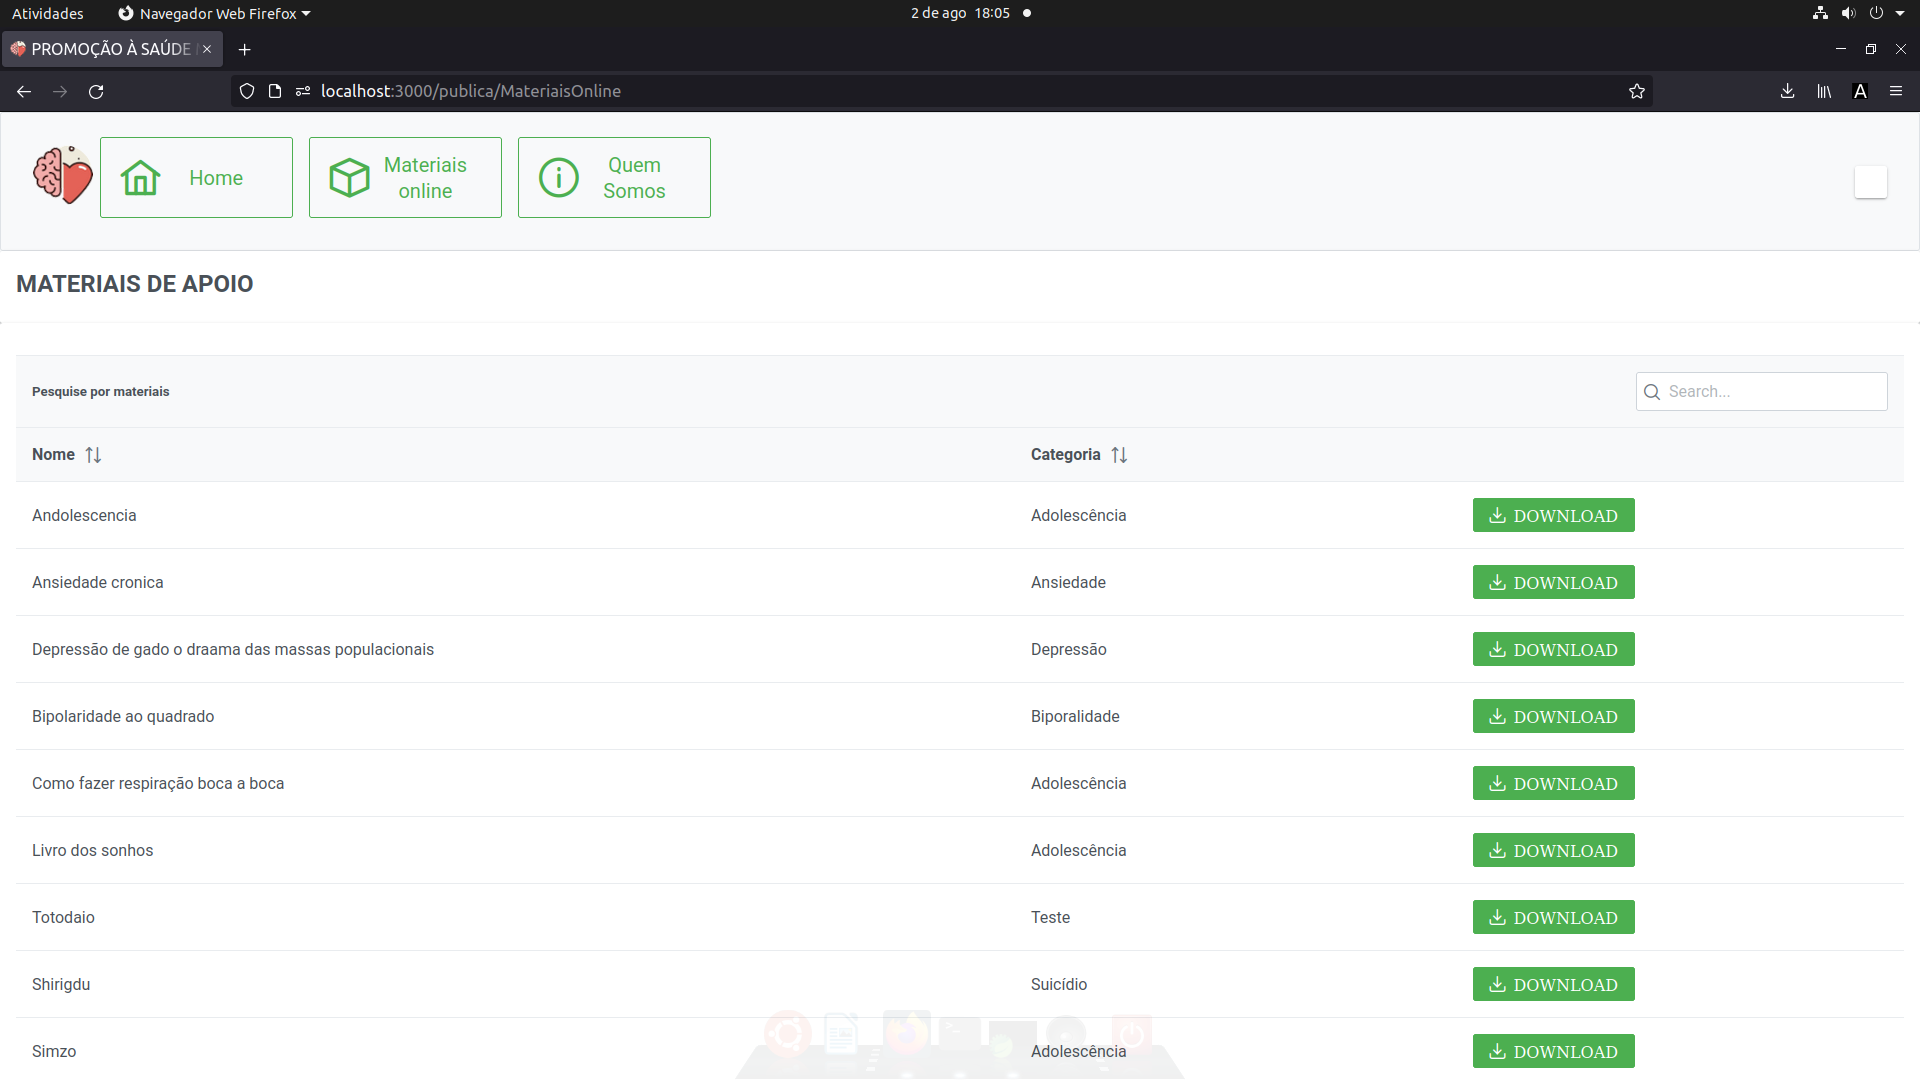 Atividades Navegador Web Firefox 2 de ago 18:05
PROMOÇÃO À SAÚDE
localhost:3000/publica/MateriaisOnline A
Home Materiais online Quem Somos
MATERIAIS DE APOIO
Pesquise por materiais Search...
Nome Categoria
Andolescencia Adolescência DOWNLOAD
Ansiedade cronica Ansiedade DOWNLOAD
Depressão de gado o draama das massas populacionais Depressão DOWNLOAD
Bipolaridade ao quadrado Biporalidade DOWNLOAD
Como fazer respiração boca a boca Adolescência DOWNLOAD
Livro dos sonhos Adolescência DOWNLOAD
Totodaio Teste DOWNLOAD
Shirigdu Suicídio DOWNLOAD
Simzo Adolescência DOWNLOAD